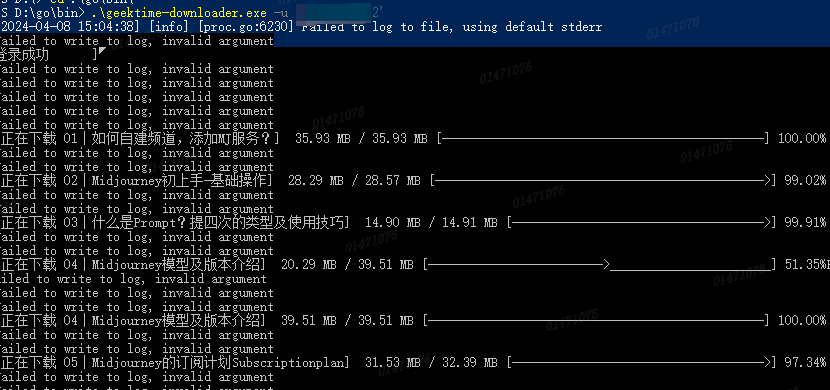 S D:\> cd .\go\bin\
S D:\go\bin> .\geektime-downloader.exe -u 2'
2024-04-08 15:04:38] [info] [proc.go:6230] Failed to log to file, using default stderr
ailed to write to log, invalid argument
登录成功 ]
ailed to write to log, invalid argument
ailed to write to log, invalid argument
ailed to write to log, invalid argument
ailed to write to log, invalid argument
ailed to write to log, invalid argument
正在下载 01|如何自建频道，添加MJ服务？] 35.93 MB / 35.93 MB [] 100.00%
ailed to write to log, invalid argument
ailed to write to log, invalid argument
正在下载 02|Midjourney初上手-基础操作] 28.29 MB / 28.57 MB [>] 99.02%
ailed to write to log, invalid argument
ailed to write to log, invalid argument
正在下载 03|什么是Prompt？提四次的类型及使用技巧] 14.90 MB / 14.91 MB [>] 99.91%
ailed to write to log, invalid argument
ailed to write to log, invalid argument
正在下载 04|Midjourney模型及版本介绍] 20.29 MB / 39.51 MB [>] 51.35%F
iled to write to log, invalid argument
ailed to write to log, invalid argument
ailed to write to log, invalid argument
正在下载 04|Midjourney模型及版本介绍] 39.51 MB / 39.51 MB [] 100.00%
ailed to write to log, invalid argument
ailed to write to log, invalid argument
正在下载 05|Midjourney的订阅计划Subscriptionplan] 31.53 MB / 32.39 MB [>] 97.34%
ailed to write to log, invalid argument
01471076
01471076
01471076
01471076
01471076
01471076
01471076
01471076